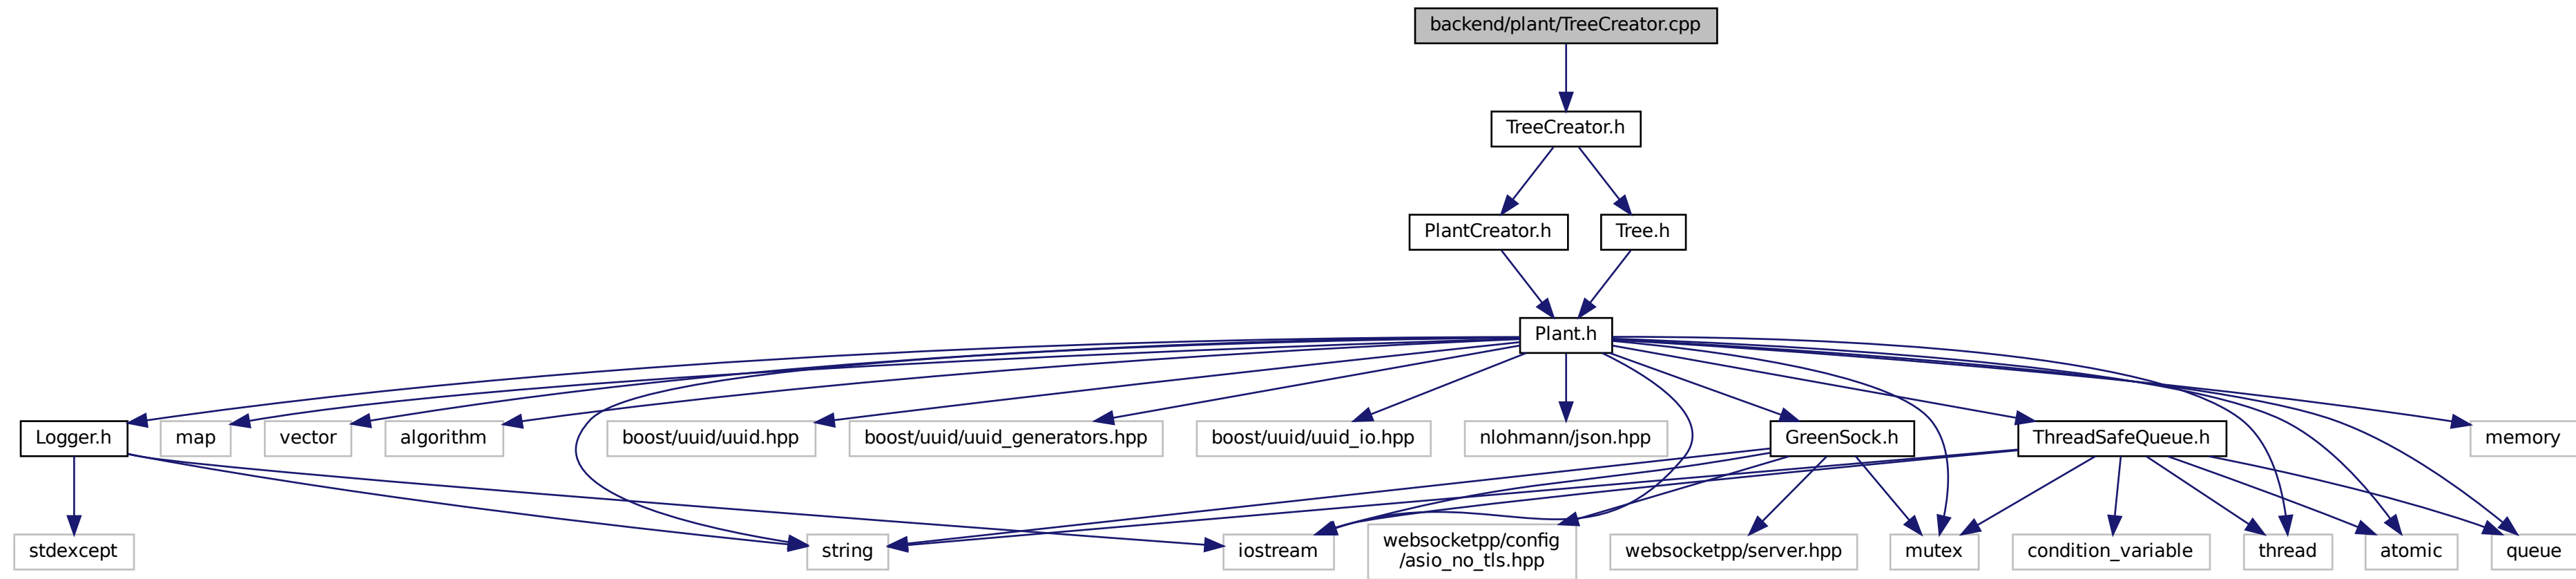 backend/plant/TreeCreator.cpp
TreeCreator.h
PlantCreator.h
Tree.h
Plant.h
Logger.h
map
vector
algorithm
boost/uuid/uuid.hpp
boost/uuid/uuid_generators.hpp
boost/uuid/uuid_io.hpp
nlohmann/json.hpp
GreenSock.h
ThreadSafeQueue.h
memory
stdexcept
string
iostream
websocketpp/config
/asio_no_tls.hpp
websocketpp/server.hpp
mutex
condition_variable
thread
atomic
queue